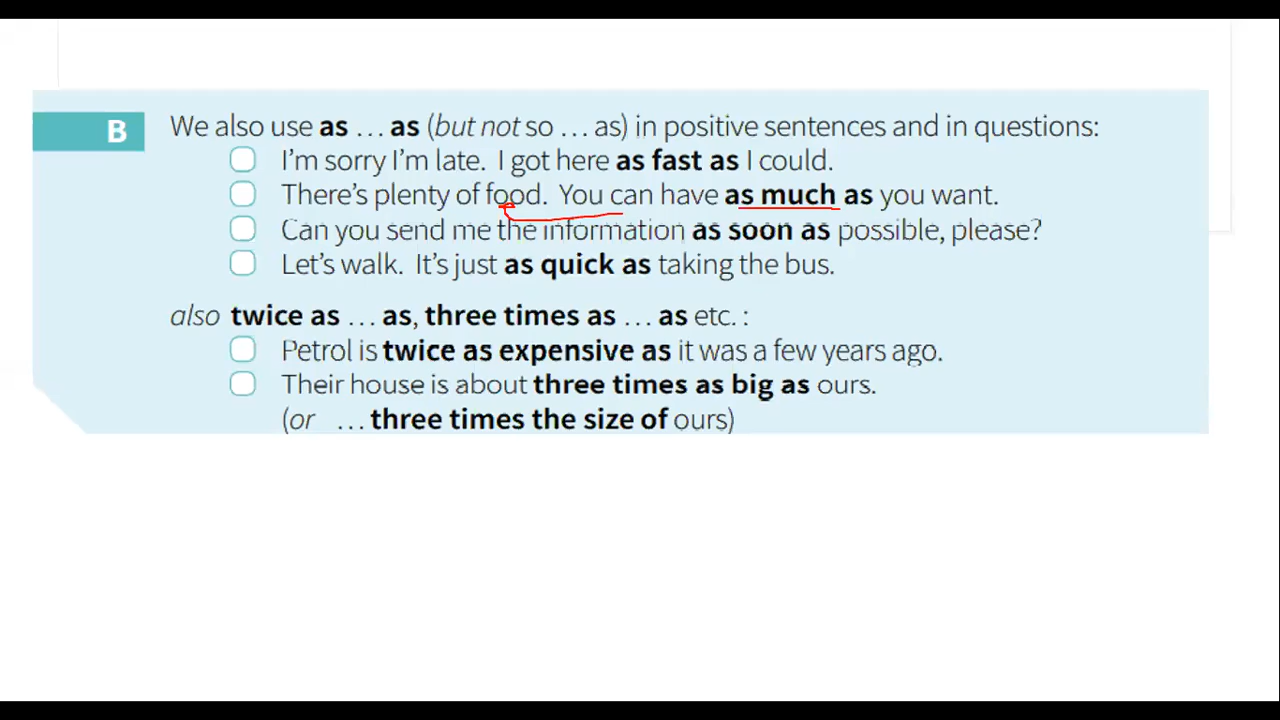 B
We also use as … as (but not so … as) in positive sentences and in questions:
I'm sorry I'm late. I got here as fast as I could.
There's plenty of food. You can have as much as you want.
Can you send me the information as soon as possible, please?
Let's walk. It's just as quick as taking the bus.
also twice as … as, three times as … as etc. :
Petrol is twice as expensive as it was a few years ago.
Their house is about three times as big as ours.
(or … three times the size of ours)